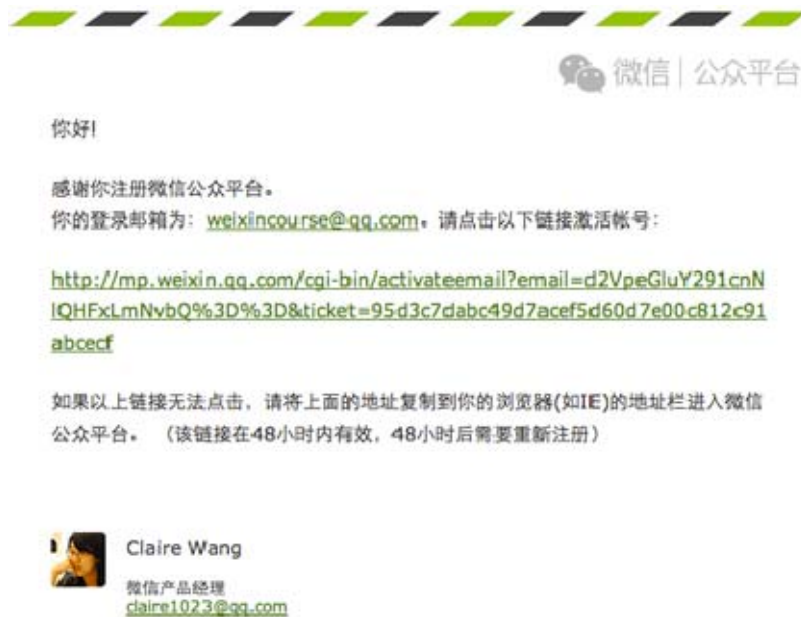 微信|公众平台
你好!
感谢你注册微信公众平台。
你的登录邮箱为：weixincourse@qq.com。请点击以下链接激活帐号：
http://mp.weixin.qq.com/cgi-bin/activateemail?email=d2VpeGluY291cnN
lQHFxLmNvbQ%3D%3D&ticket=95d3c7dabc49d7acef5d60d7e00c812c91
abcecf
如果以上链接无法点击，请将上面的地址复制到你的浏览器(如IE)的地址栏进入微信
公众平台。 （该链接在48小时内有效，48小时后需要重新注册）
Claire Wang
微信产品经理
claire1023@qq.com